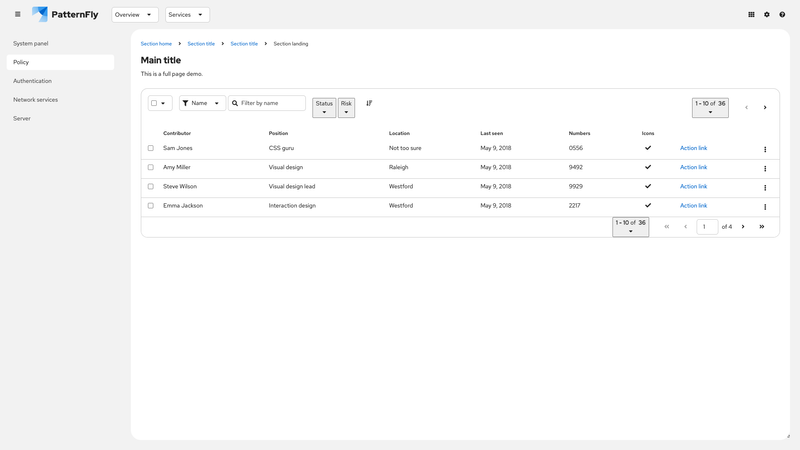 PatternFly
Overview
Services
System panel
Policy
Authentication
Network services
Server
Section home
Section title
Section title
Section landing
Main title
This is a full page demo.
Name
Filter by name
Status
Risk
1 - 10 of 36
Contributor Position Location Last seen Numbers Icons
Sam Jones CSS guru Not too sure May 9, 2018 0556 Action link
Amy Miller Visual design Raleigh May 9, 2018 9492 Action link
Steve Wilson Visual design lead Westford May 9, 2018 9929 Action link
Emma Jackson Interaction design Westford May 9, 2018 2217 Action link
1 - 10 of 36
1 of 4